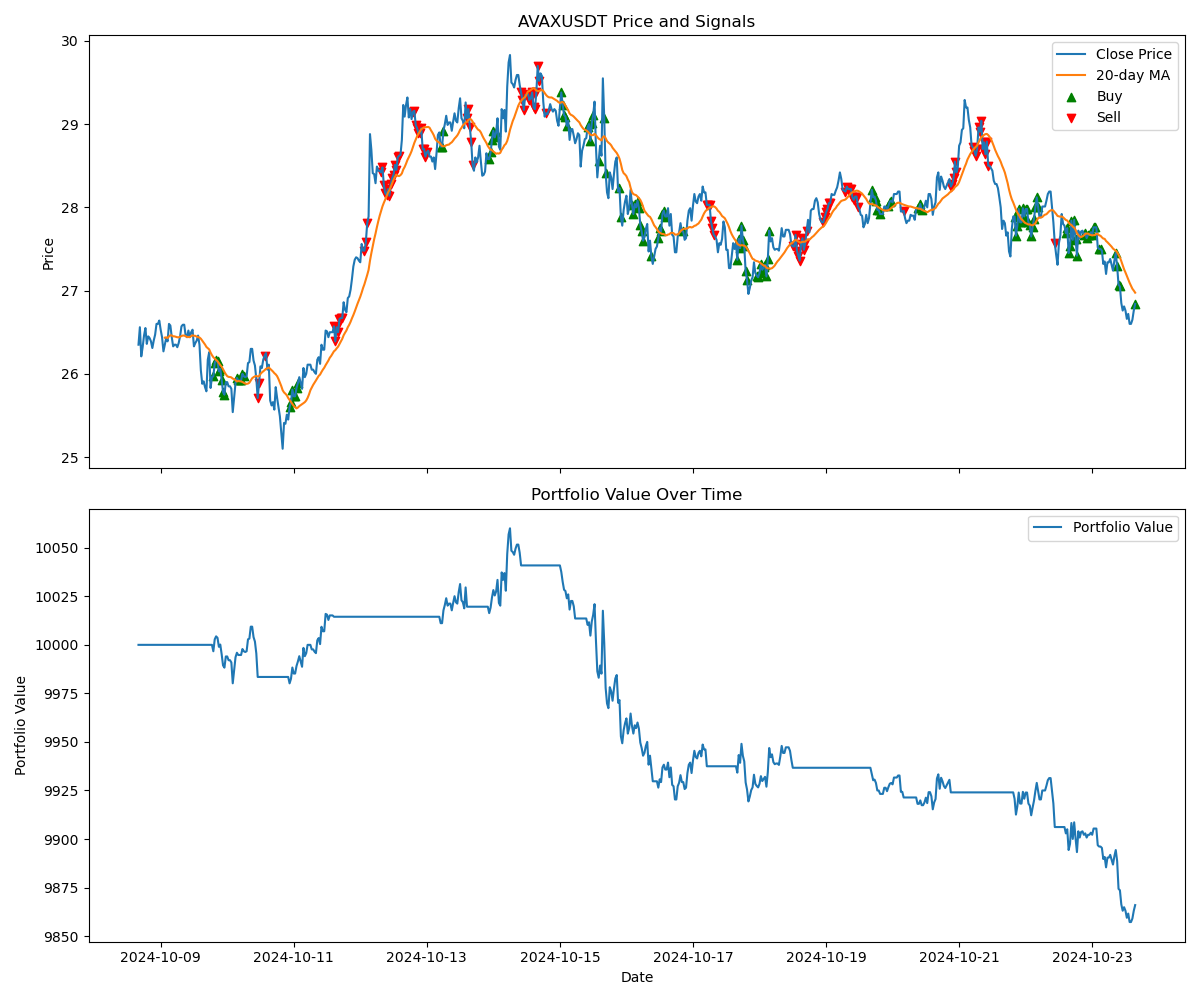 AVAXUSDT Price and Signals
Close Price
20-day MA
Buy
Sell
30
29
28
27
26
25
Price
Portfolio Value Over Time
Portfolio Value
10050
10025
10000
9975
9950
9925
9900
9875
9850
Portfolio Value
2024-10-09
2024-10-11
2024-10-13
2024-10-15
2024-10-17
2024-10-19
2024-10-21
2024-10-23
Date